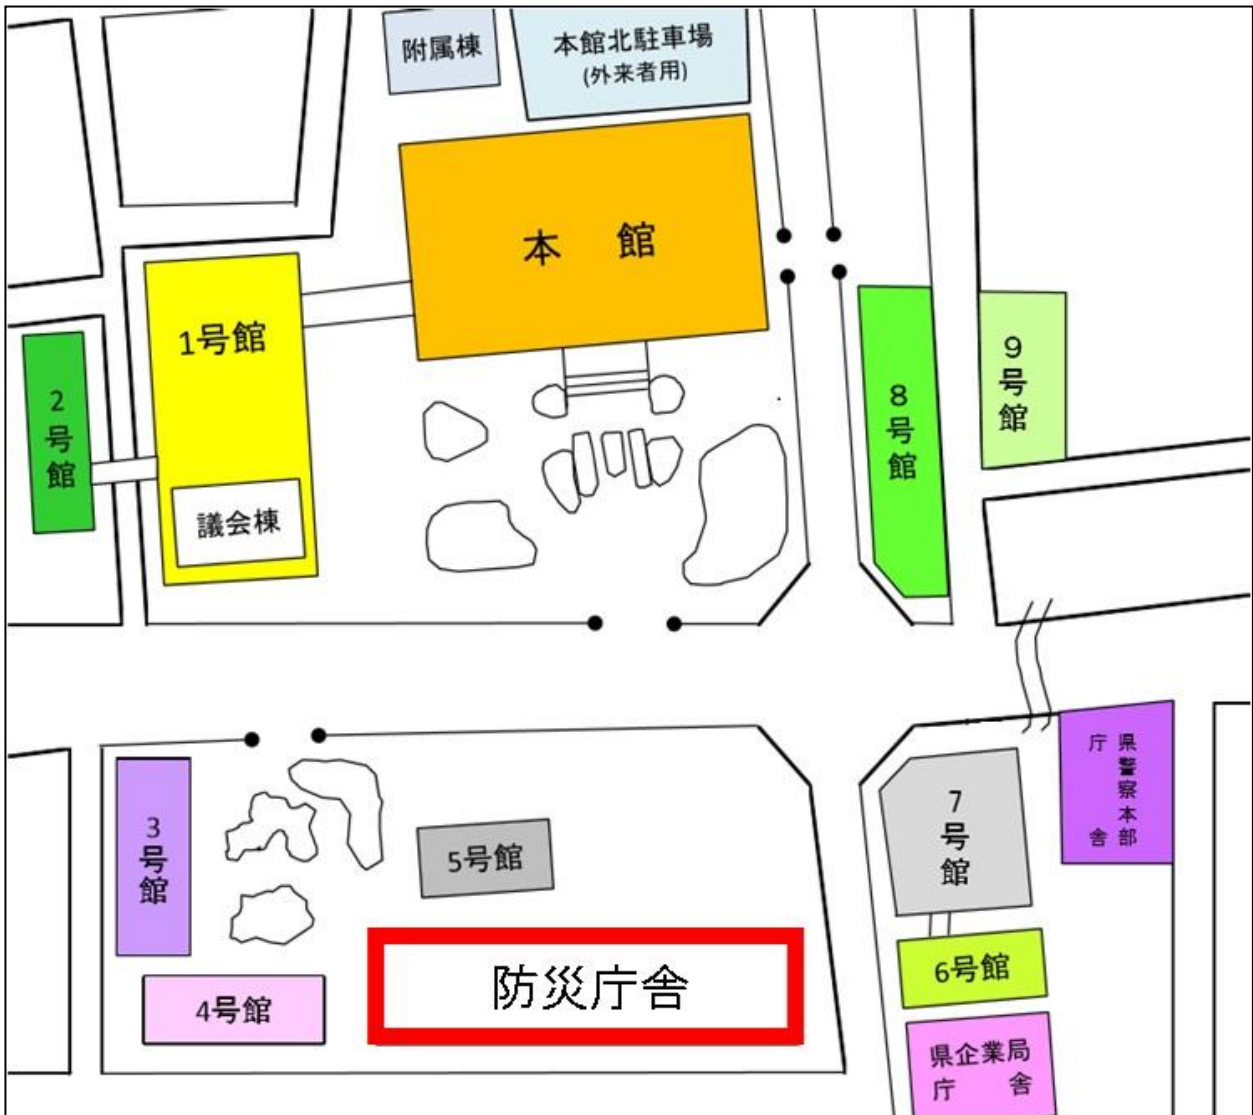 附属棟
本館北駐車場
(外来者用)
本　館
1号館
2号館
議会棟
8号館
9号館
3号館
4号館
5号館
防災庁舎
7号館
県警察本部
庁　舎
6号館
県企業局
庁　舎